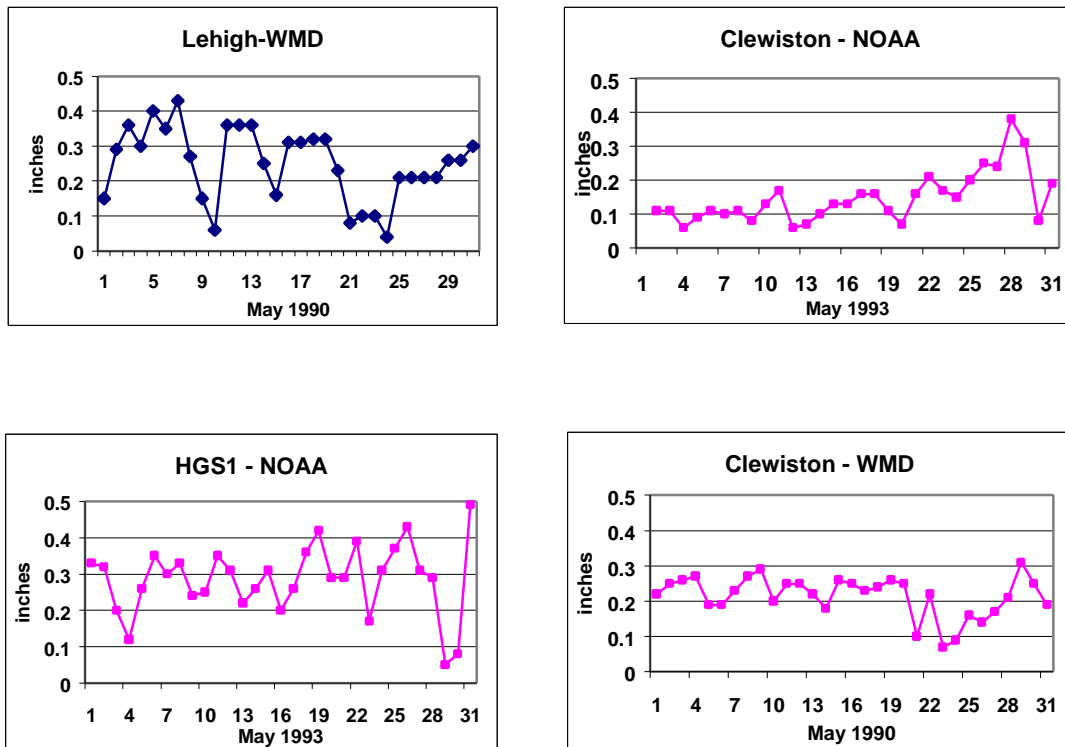 Lehigh-WMD
0.5
0.4
0.3
0.2
0.1
0
inches
1 5 9 13 17 21 25 29
May 1990
Clewiston - NOAA
0.5
0.4
0.3
0.2
0.1
0
inches
1 4 7 10 13 16 19 22 25 28 31
May 1993
HGS1 - NOAA
0.5
0.4
0.3
0.2
0.1
0
inches
1 4 7 10 13 16 19 22 25 28 31
May 1993
Clewiston - WMD
0.5
0.4
0.3
0.2
0.1
0
inches
1 4 7 10 13 16 19 22 25 28 31
May 1990